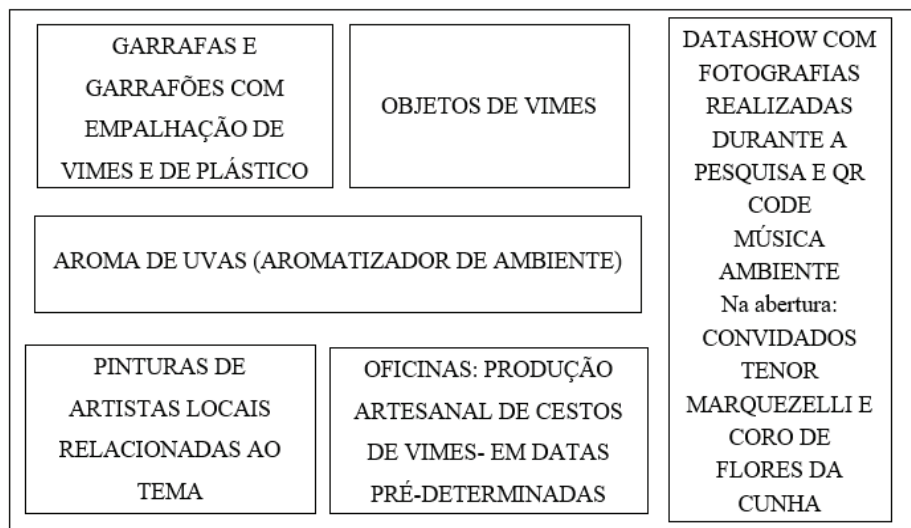 GARRAFAS E
GARRAFÕES COM
EMPALHAÇÃO DE
VIMES E DE PLÁSTICO
OBJETOS DE VIMES
AROMA DE UVAS (AROMATIZADOR DE AMBIENTE)
PINTURAS DE
ARTISTAS LOCAIS
RELACIONADAS AO
TEMA
OFICINAS: PRODUÇÃO
ARTESANAL DE CESTOS
DE VIMES- EM DATAS
PRÉ-DETERMINADAS
DATASHOW COM
FOTOGRAFIAS
REALIZADAS
DURANTE A
PESQUISA E QR
CODE
MÚSICA
AMBIENTE
Na abertura:
CONVIDADOS
TENOR
MARQUEZELLI E
CORO DE
FLORES DA
CUNHA